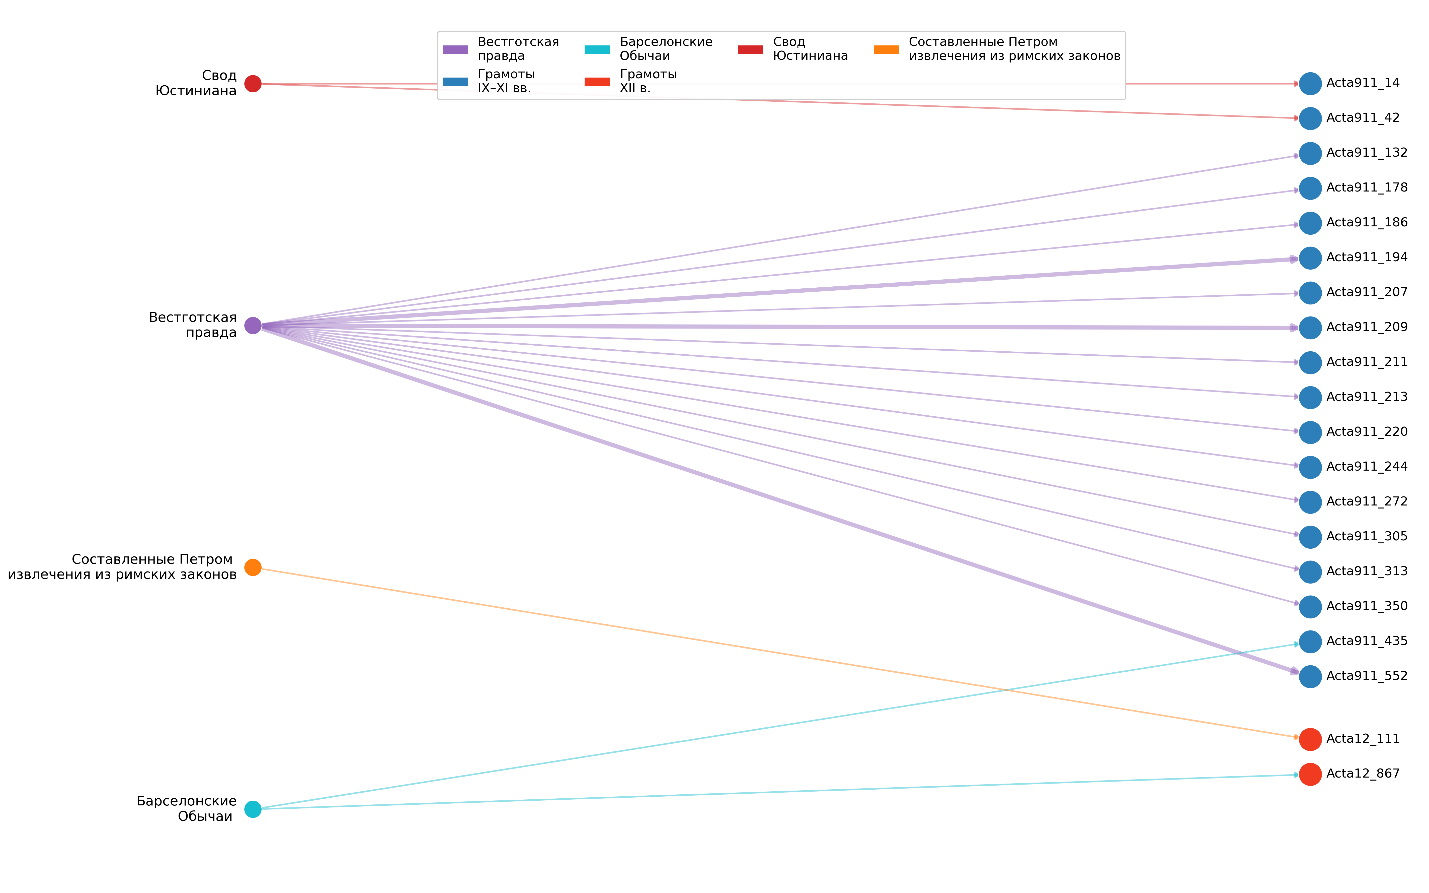 Вестготская
правда
Барселонские
Обычаи
Свод
Юстиниана
Составленные Петром
извлечения из римских законов
Грамоты
IX–XI вв.
Грамоты
XII в.
Свод
Юстиниана
Вестготская
правда
Составленные Петром
извлечения из римских законов
Барселонские
Обычаи
Acta911_14
Acta911_42
Acta911_132
Acta911_178
Acta911_186
Acta911_194
Acta911_207
Acta911_209
Acta911_211
Acta911_213
Acta911_220
Acta911_244
Acta911_272
Acta911_305
Acta911_313
Acta911_350
Acta911_435
Acta911_552
Acta12_111
Acta12_867